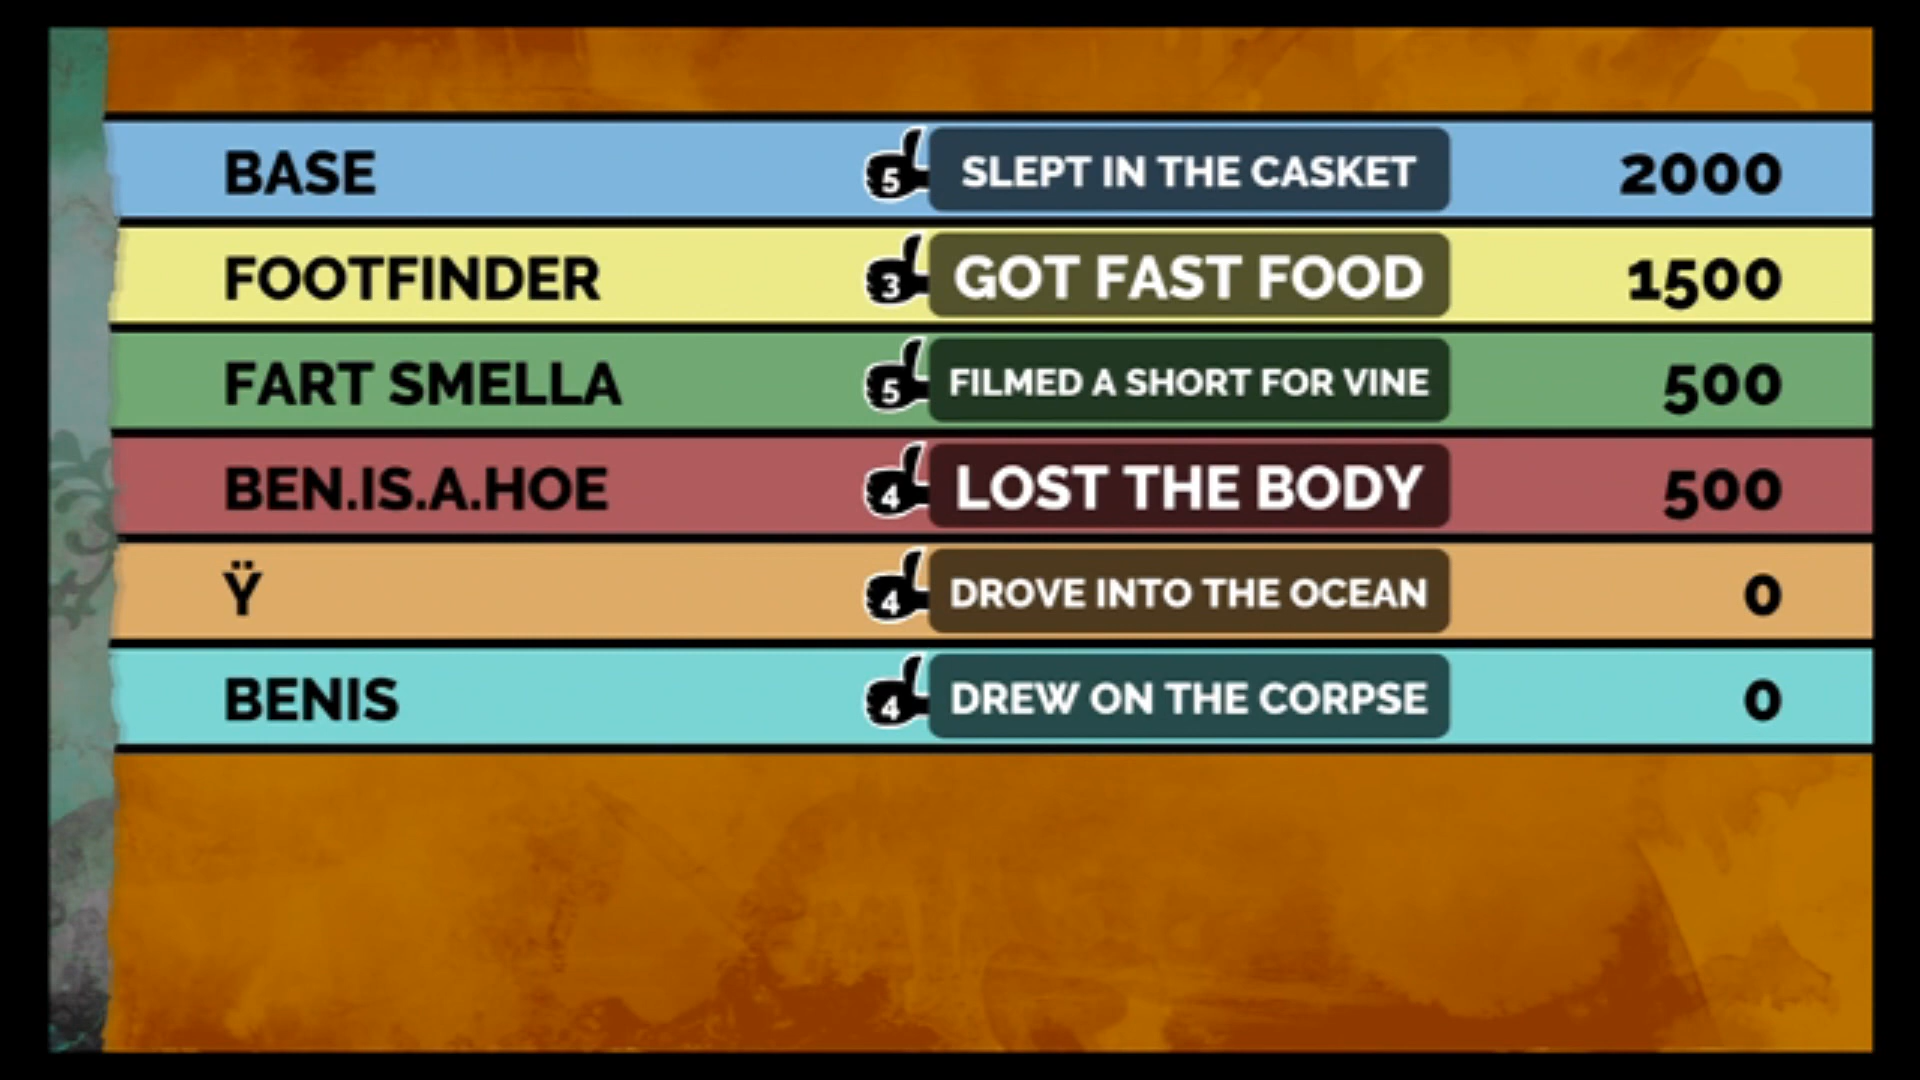 BASE 5 SLEPT IN THE CASKET 2000
FOOTFINDER 3 GOT FAST FOOD 1500
FART SMELLA 5 FILMED A SHORT FOR VINE 500
BEN.IS.A.HOE 4 LOST THE BODY 500
Ÿ 4 DROVE INTO THE OCEAN 0
BENIS 4 DREW ON THE CORPSE 0